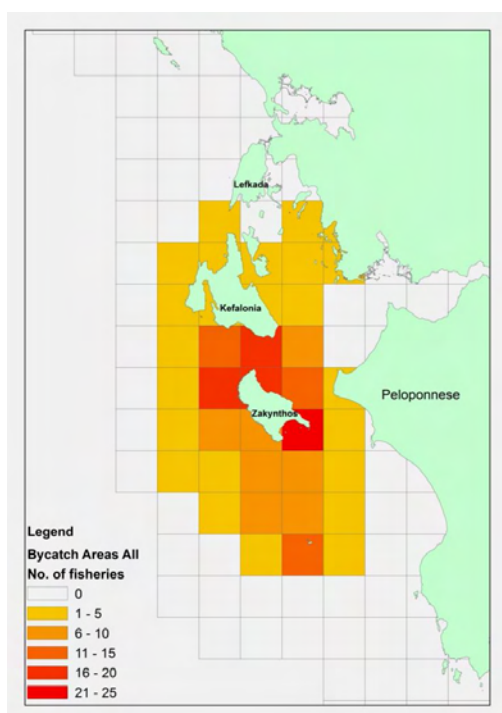 Lefkada
Kefalonia
Peloponnese
Zakynthos
Legend
Bycatch Areas All
No. of fisheries
0
1 - 5
6 - 10
11 - 15
16 - 20
21 - 25